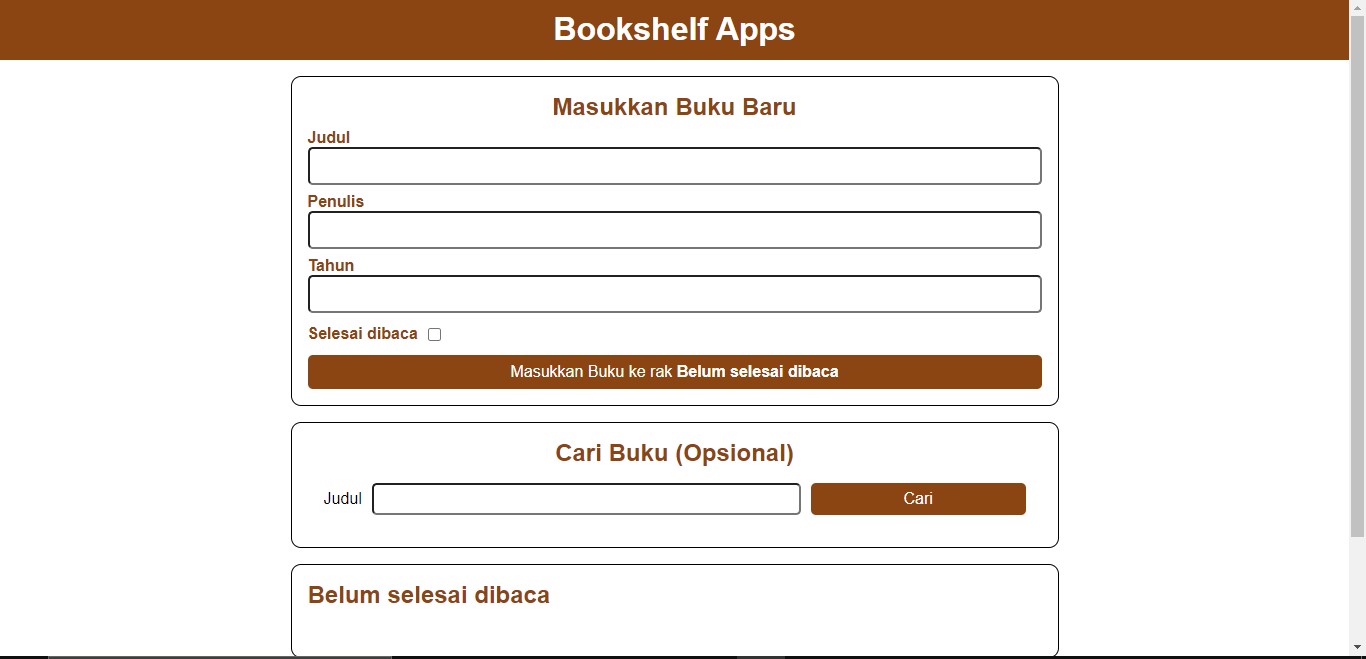 Bookshelf Apps
Masukkan Buku Baru
Judul
Penulis
Tahun
Selesai dibaca
Masukkan Buku ke rak Belum selesai dibaca
Cari Buku (Opsional)
Judul Cari
Belum selesai dibaca